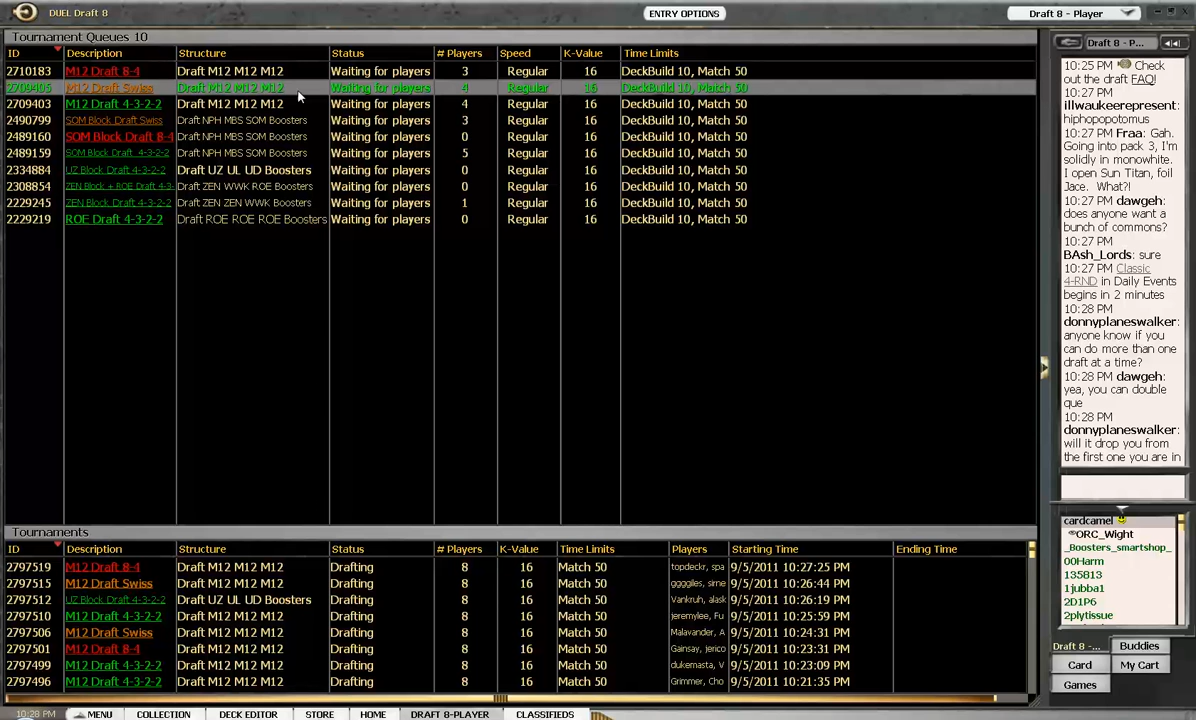 DUEL Draft 8
ENTRY OPTIONS
Draft 8 - Player
Tournament Queues 10
ID Description Structure Status # Players Speed K-Value Time Limits
2710183 M12 Draft 8-4 Draft M12 M12 M12 Waiting for players 3 Regular 16 DeckBuild 10, Match 50
2709405 M12 Draft Swiss Draft M12 M12 M12 Waiting for players 4 Regular 16 DeckBuild 10, Match 50
2709403 M12 Draft 4-3-2-2 Draft M12 M12 M12 Waiting for players 4 Regular 16 DeckBuild 10, Match 50
2490799 SOM Block Draft Swiss Draft NPH MBS SOM Boosters Waiting for players 3 Regular 16 DeckBuild 10, Match 50
2489160 SOM Block Draft 8-4 Draft NPH MBS SOM Boosters Waiting for players 0 Regular 16 DeckBuild 10, Match 50
2489159 SOM Block Draft 4-3-2-2 Draft NPH MBS SOM Boosters Waiting for players 5 Regular 16 DeckBuild 10, Match 50
2334884 UZ Block Draft 4-3-2-2 Draft UZ UL UD Boosters Waiting for players 0 Regular 16 DeckBuild 10, Match 50
2308854 ZEN Block + ROE Draft 4-3- Draft ZEN WWK ROE Boosters Waiting for players 0 Regular 16 DeckBuild 10, Match 50
2229245 ZEN Block Draft 4-3-2-2 Draft ZEN ZEN WWK Boosters Waiting for players 1 Regular 16 DeckBuild 10, Match 50
2229219 ROE Draft 4-3-2-2 Draft ROE ROE ROE Boosters Waiting for players 0 Regular 16 DeckBuild 10, Match 50
Tournaments
ID Description Structure Status # Players K-Value Time Limits Players Starting Time Ending Time
2797519 M12 Draft 8-4 Draft M12 M12 M12 Drafting 8 16 Match 50 topdeckr, spa 9/5/2011 10:27:25 PM
2797515 M12 Draft Swiss Draft M12 M12 M12 Drafting 8 16 Match 50 ggggiles, sirne 9/5/2011 10:26:44 PM
2797512 UZ Block Draft 4-3-2-2 Draft UZ UL UD Boosters Drafting 8 16 Match 50 Vankruh, alask 9/5/2011 10:26:19 PM
2797510 M12 Draft 4-3-2-2 Draft M12 M12 M12 Drafting 8 16 Match 50 jeremylee, Fu 9/5/2011 10:25:59 PM
2797506 M12 Draft Swiss Draft M12 M12 M12 Drafting 8 16 Match 50 Malavander, A 9/5/2011 10:24:31 PM
2797501 M12 Draft 8-4 Draft M12 M12 M12 Drafting 8 16 Match 50 Gainsay, jerico 9/5/2011 10:23:31 PM
2797499 M12 Draft 4-3-2-2 Draft M12 M12 M12 Drafting 8 16 Match 50 dukemasta, V 9/5/2011 10:23:09 PM
2797496 M12 Draft 4-3-2-2 Draft M12 M12 M12 Drafting 8 16 Match 50 Grimmer, Cho 9/5/2011 10:21:35 PM
Draft 8 - P...
10:25 PM Check
out the draft FAQ!
10:27 PM
illwaukeerepresent:
hiphopopotomus
10:27 PM Fraa: Gah.
Going into pack 3, I'm
solidly in monowhite.
I open Sun Titan, foil
Jace. What?!
10:27 PM dawgeh:
does anyone want a
bunch of commons?
10:27 PM
BAsh_Lords: sure
10:27 PM Classic
4-RND in Daily Events
begins in 2 minutes
10:28 PM
donnyplaneswalker:
anyone know if you
can do more than one
draft at a time?
10:28 PM dawgeh:
yea, you can double
que
10:28 PM
donnyplaneswalker:
will it drop you from
the first one you are in
cardcamel
ORC_Wight
_Boosters_smartshop_
00Harm
135813
1jubba1
2D1P6
2plytissue
Draft 8 -... Buddies
Card My Cart
Games
10:28 PM MENU COLLECTION DECK EDITOR STORE HOME DRAFT 8-PLAYER CLASSIFIEDS